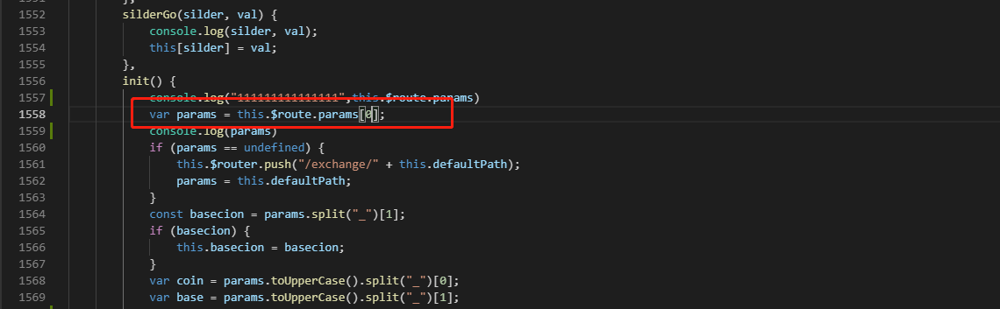 1552 silderGo(silder, val) {
1553 console.log(silder, val);
1554 this[silder] = val;
1555 },
1556 init() {
1557 console.log("111111111111111",this.$route.params)
1558 var params = this.$route.params[0];
1559 console.log(params)
1560 if (params == undefined) {
1561 this.$router.push("/exchange/" + this.defaultPath);
1562 params = this.defaultPath;
1563 }
1564 const basecion = params.split("_")[1];
1565 if (basecion) {
1566 this.basecion = basecion;
1567 }
1568 var coin = params.toUpperCase().split("_")[0];
1569 var base = params.toUpperCase().split("_")[1];